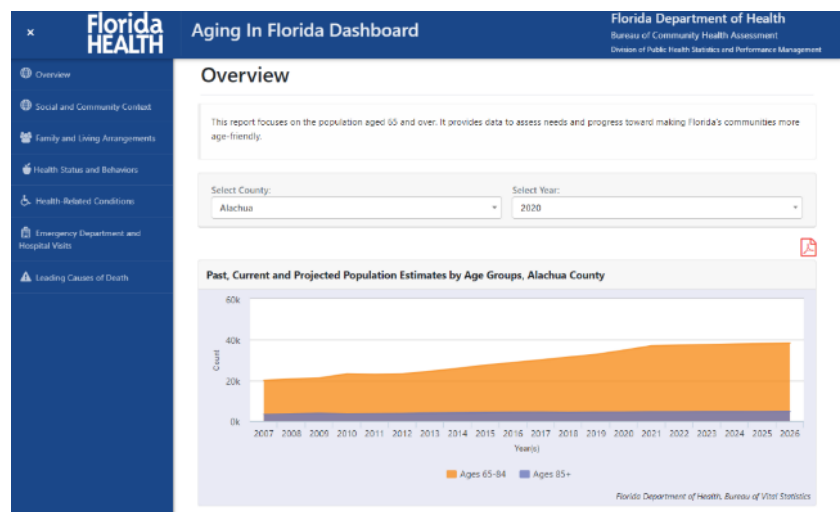 ×
Florida
HEALTH
Aging In Florida Dashboard
Florida Department of Health
Bureau of Community Health Assessment
Division of Public Health Statistics and Performance Management
Overview
Social and Community Context
Family and Living Arrangements
Health Status and Behaviors
Health-Related Conditions
Emergency Department and
Hospital Visits
Leading Causes of Death
Overview
This report focuses on the population aged 65 and over. It provides data to assess needs and progress toward making Florida's communities more
age-friendly.
Select County:
Alachua
Select Year:
2020
Past, Current and Projected Population Estimates by Age Groups, Alachua County
60k
40k
20k
0k
Count
2007 2008 2009 2010 2011 2012 2013 2014 2015 2016 2017 2018 2019 2020 2021 2022 2023 2024 2025 2026
Year(s)
Ages 65-84 Ages 85+
Florida Department of Health, Bureau of Vital Statistics